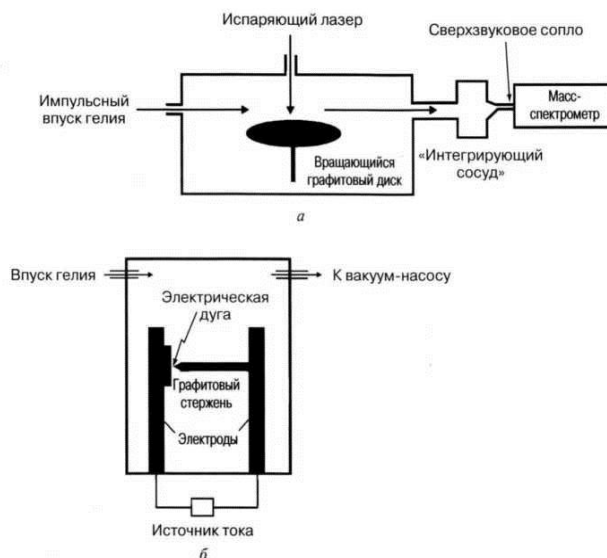 Испаряющий лазер
Сверхзвуковое сопло
Импульсный
впуск гелия
Масс-
спектрометр
Вращающийся
графитовый диск
«Интегрирующий
сосуд»
а
Впуск гелия
К вакуум-насосу
Электрическая
дуга
Графитовый
стержень
Электроды
Источник тока
б